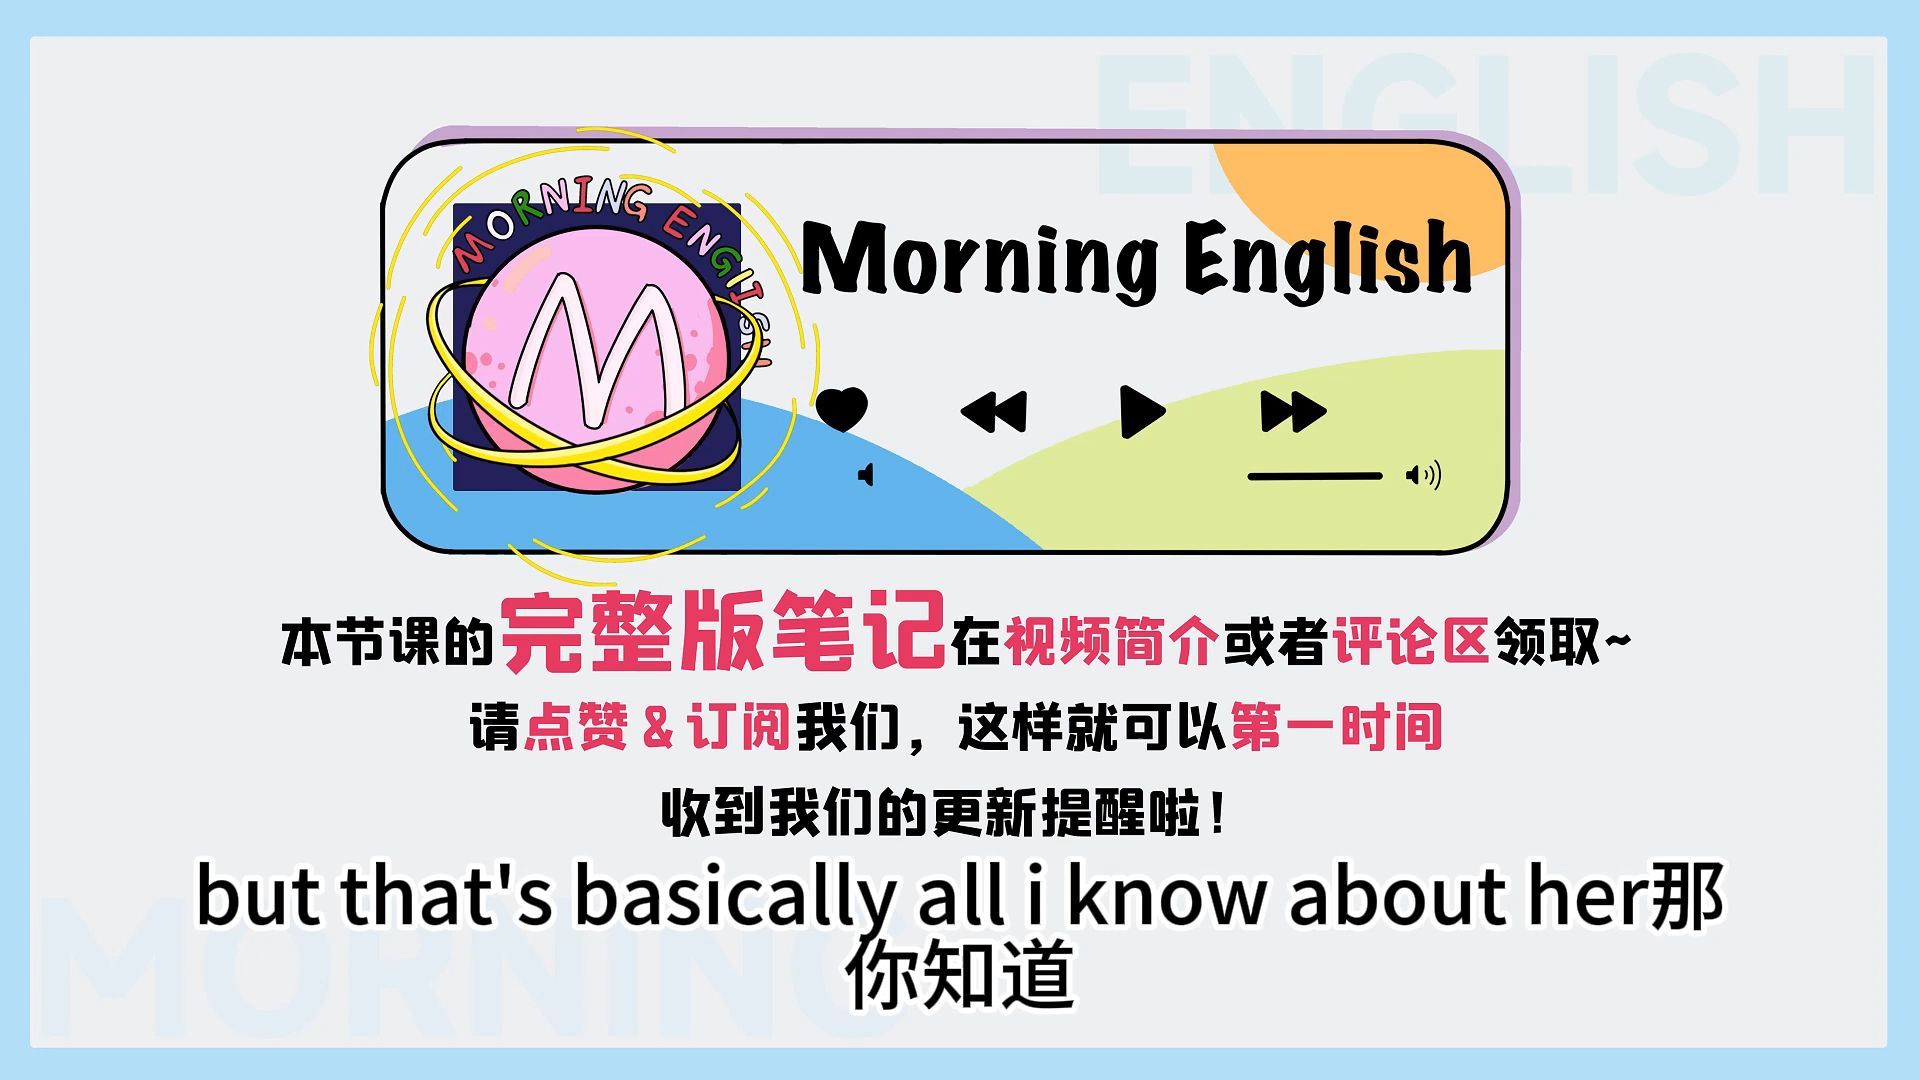 ENGLISH
MORNING ENGLISH
M
Morning English
本节课的完整版笔记在视频简介或者评论区领取~
请点赞&订阅我们，这样就可以第一时间
收到我们的更新提醒啦！
MORNING
but that's basically all i know about her那
你知道